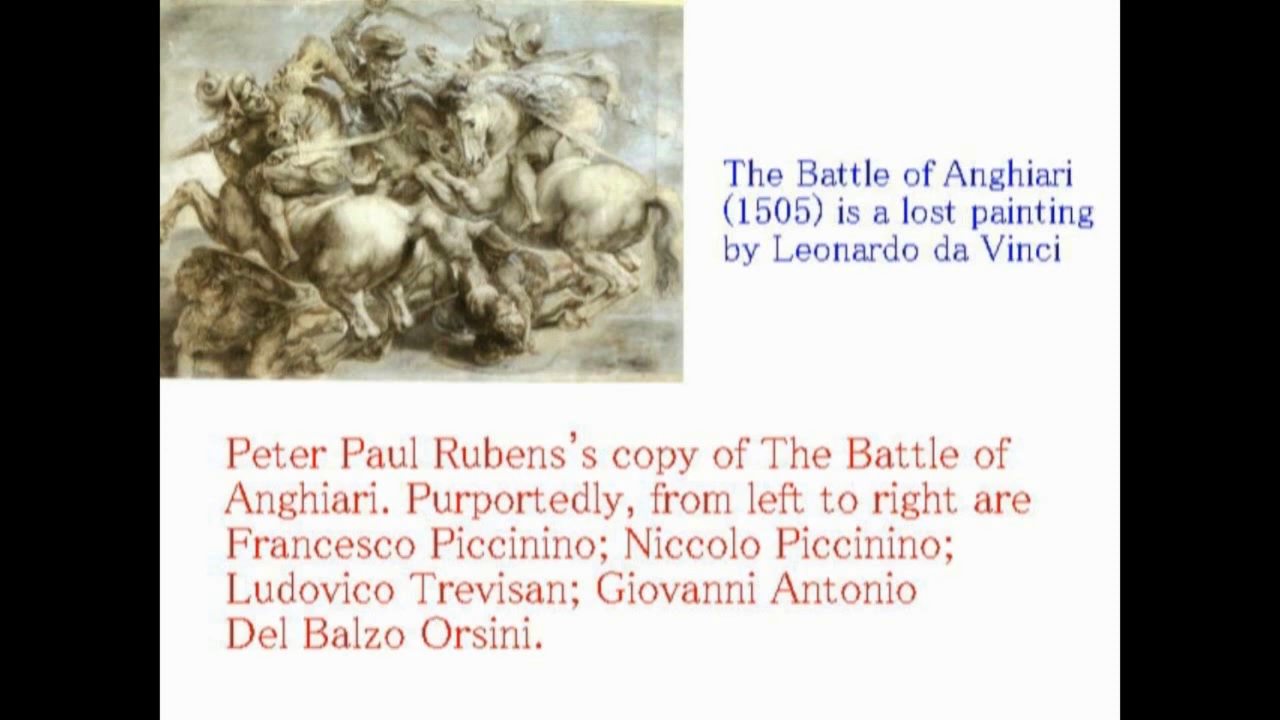 The Battle of Anghiari
(1505) is a lost painting
by Leonardo da Vinci
Peter Paul Rubens’s copy of The Battle of
Anghiari. Purportedly, from left to right are
Francesco Piccinino; Niccolo Piccinino;
Ludovico Trevisan; Giovanni Antonio
Del Balzo Orsini.